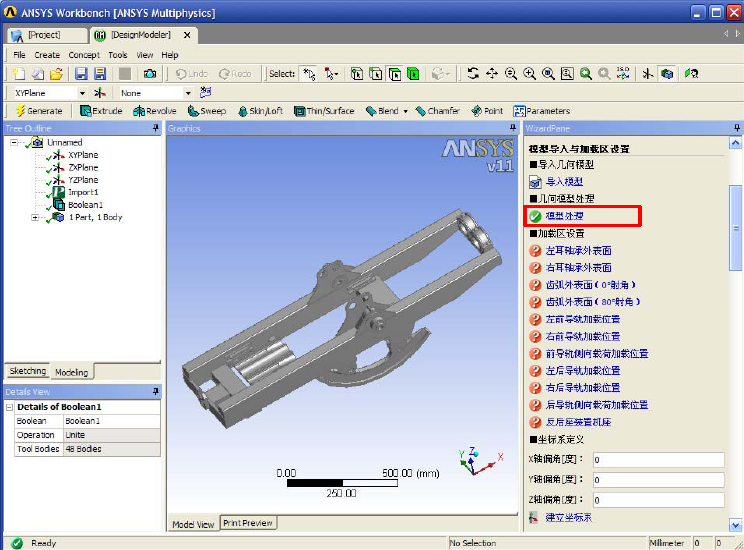 ANSYS Workbench [ANSYS Multiphysics]
[Project] [DesignModeler]
File Create Concept Tools View Help
Undo Redo Select:
XYPlane None
Generate Extrude Revolve Sweep Skin/Loft Thin/Surface Blend Chamfer Point Parameters
Tree Outline
Unnamed
XYPlane
ZXPlane
YZPlane
Import1
Boolean1
1 Part, 1 Body
Sketching Modeling
Details View
Details of Boolean1
Boolean Boolean1
Operation Unite
Tool Bodies 48 Bodies
Graphics
ANSYS
v11
0.00 500.00 (mm)
250.00
Z
Y X
Model View Print Preview
WizardPane
模型导入与加载区设置
■导入几何模型
导入模型
■几何模型处理
模型处理
■加载区设置
左耳轴承外表面
右耳轴承外表面
齿弧外表面(0°射角)
齿弧外表面(80°射角)
左前导轨加载位置
右前导轨加载位置
前导轨侧向载荷加载位置
左后导轨加载位置
右后导轨加载位置
后导轨侧向载荷加载位置
反后座装置机座
■坐标系定义
X轴偏角[度]: 0
Y轴偏角[度]: 0
Z轴偏角[度]: 0
建立坐标系
Ready No Selection Millimeter 0 0